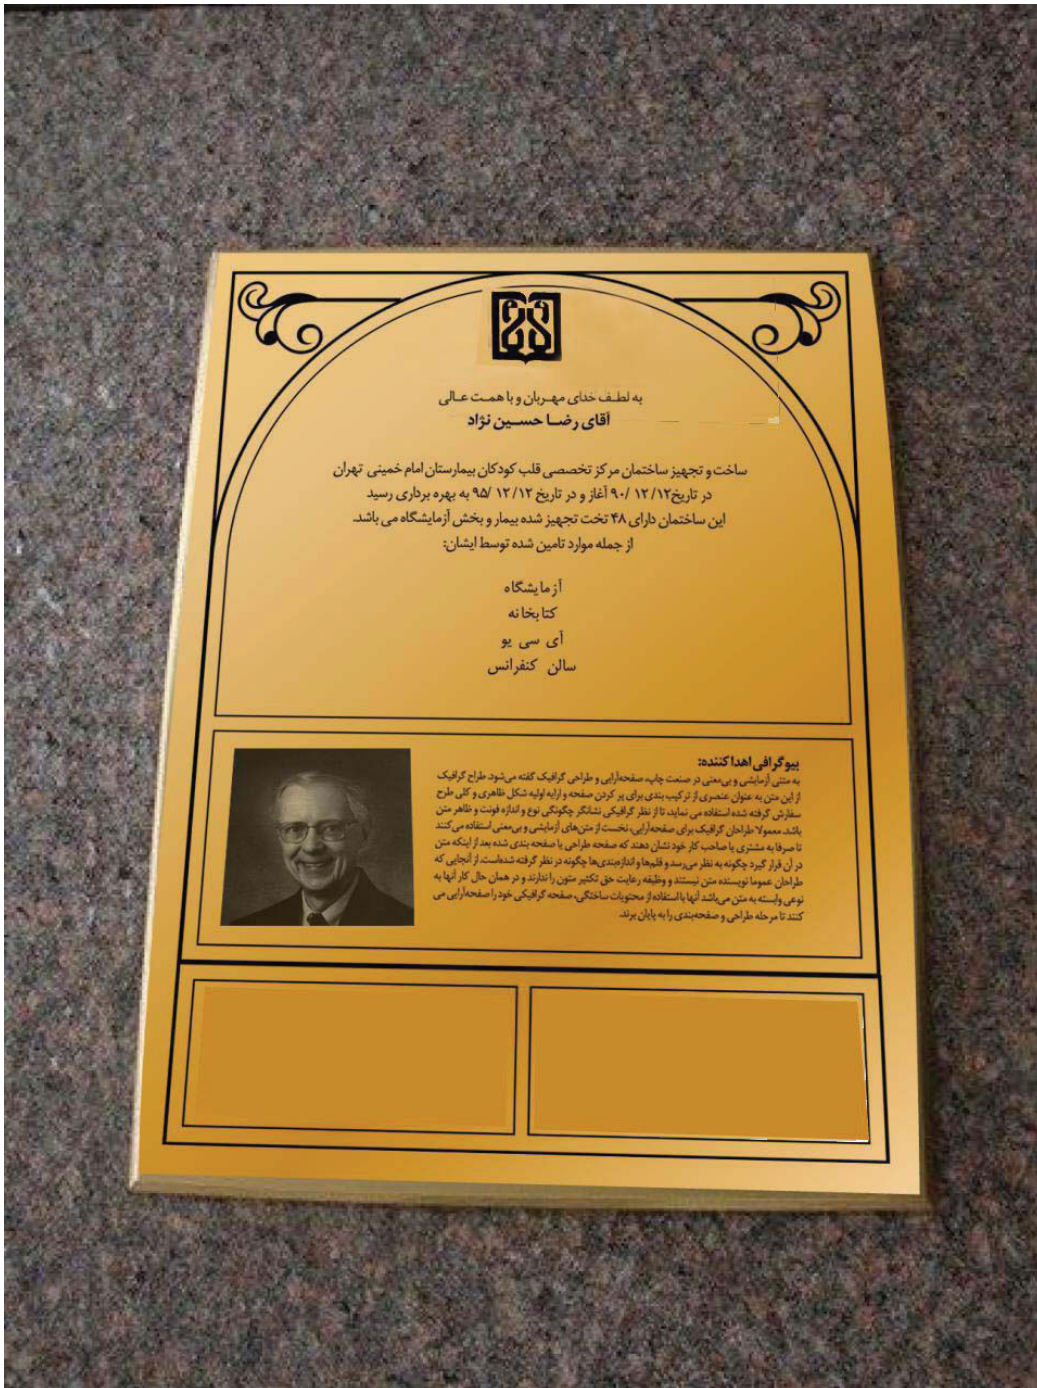 به لطف خدای مهربان و با همت عالی
آقای رضا حسین نژاد
ساخت و تجهیز ساختمان مرکز تخصصی قلب کودکان بیمارستان امام خمینی تهران
در تاریخ۱۲/ ۱۲ /۹۰ آغاز و در تاریخ ۱۲/ ۱۲ /۹۵ به بهره برداری رسید
این ساختمان دارای ۴۸ تخت تجهیز شده بیمار و بخش آزمایشگاه می باشد.
از جمله موارد تامین شده توسط ایشان:
آزمایشگاه
کتابخانه
آی سی یو
سالن کنفرانس
بیوگرافی اهدا کننده:
به متنی آزمایشی و بی‌معنی در صنعت چاپ، صفحه‌آرایی و طراحی گرافیک گفته می‌شود. طراح گرافیک
از این متن به عنوان عنصری از ترکیب بندی برای پر کردن صفحه و ارایه اولیه شکل ظاهری و کلی طرح
سفارش گرفته شده استفاده می نماید، تا از نظر گرافیکی نشانگر چگونگی نوع و اندازه فونت و ظاهر متن
باشد. معمولا طراحان گرافیک برای صفحه‌آرایی، نخست از متن‌های آزمایشی و بی‌معنی استفاده می‌کنند
تا صرفا به مشتری یا صاحب کار خود نشان دهند که صفحه طراحی یا صفحه بندی شده بعد از اینکه متن
در آن قرار گیرد چگونه به نظر می‌رسد و قلم‌ها و اندازه‌بندی‌ها چگونه در نظر گرفته شده‌است. از آنجایی که
طراحان عموما نویسنده متن نیستند و وظیفه رعایت حق تکثیر متون را ندارند و در همان حال کار آنها به
نوعی وابسته به متن می‌باشد آنها با استفاده از محتویات ساختگی، صفحه گرافیکی خود را صفحه‌آرایی می
کنند تا مرحله طراحی و صفحه‌بندی را به پایان برند.